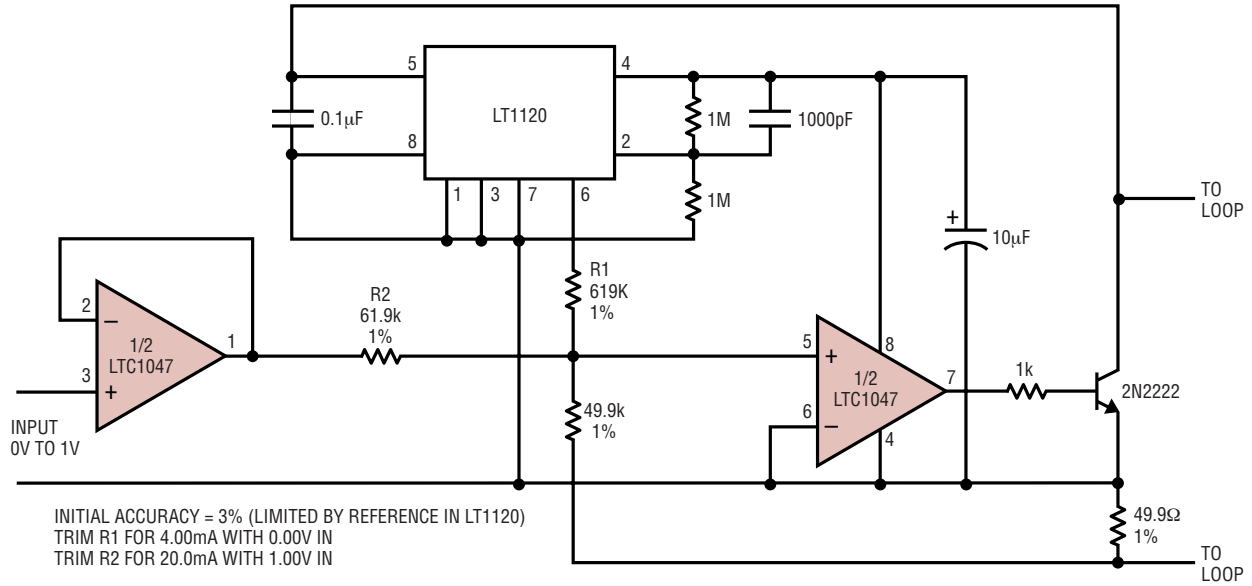 5
4
0.1µF
LT1120
1M
1000pF
8
2
1
3
7
6
1M
TO
LOOP
+
10µF
R1
619K
1%
R2
61.9k
1%
2
−
1/2
LTC1047
1
3
+
INPUT
0V TO 1V
5
+
8
1/2
LTC1047
7
6
−
4
1k
2N2222
49.9k
1%
INITIAL ACCURACY = 3% (LIMITED BY REFERENCE IN LT1120)
TRIM R1 FOR 4.00mA WITH 0.00V IN
TRIM R2 FOR 20.0mA WITH 1.00V IN
49.9Ω
1%
TO
LOOP